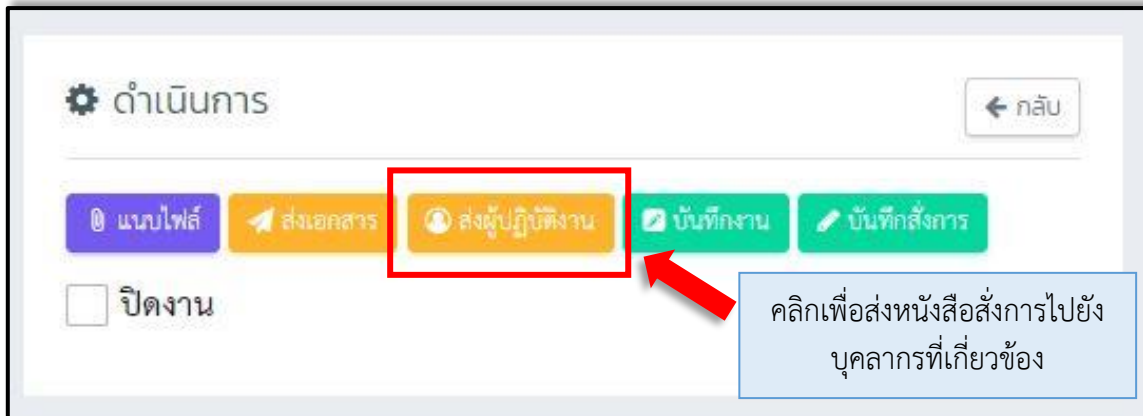 ดำเนินการ
กลับ
แนบไฟล์ ส่งเอกสาร ส่งผู้ปฏิบัติงาน บันทึกงาน บันทึกสั่งการ
ปิดงาน
คลิกเพื่อส่งหนังสือสั่งการไปยัง
บุคลากรที่เกี่ยวข้อง